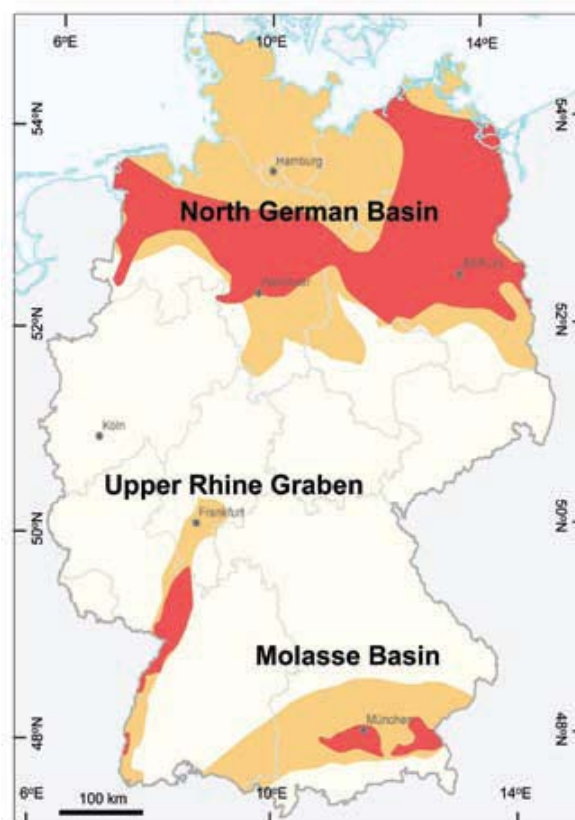 6ºE
10ºE
14ºE
54ºN
54ºN
Hamburg
North German Basin
Hannover
52ºN
52ºN
Köln
Upper Rhine Graben
Frankfurt
50ºN
50ºN
Molasse Basin
München
48ºN
48ºN
100 km
6ºE
10ºE
14ºE